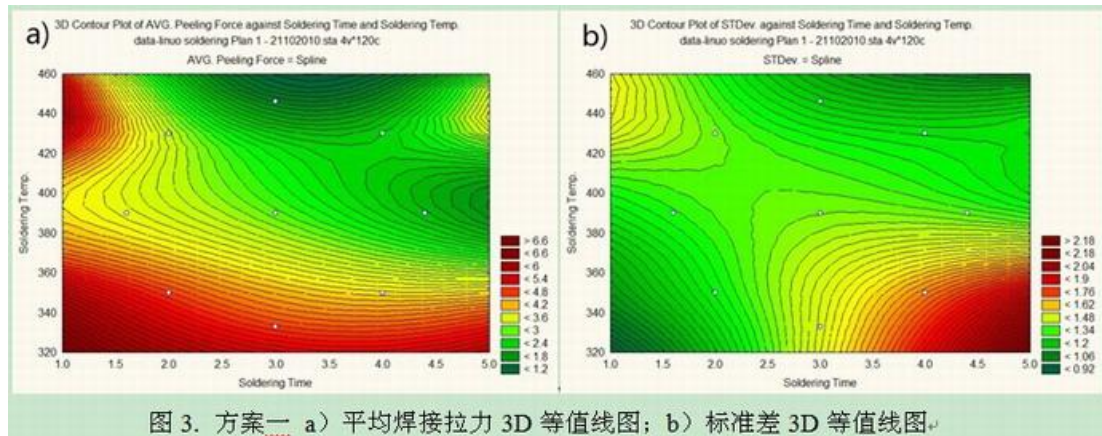 a)
3D Contour Plot of AVG. Peeling Force against Soldering Time and Soldering Temp.
data-linuo soldering Plan 1 - 21102010.sta 4v*120c
AVG. Peeling Force = Spline
Soldering Temp.
460
440
420
400
380
360
340
320
1.0 1.5 2.0 2.5 3.0 3.5 4.0 4.5 5.0
Soldering Time
> 6.6
< 6.6
< 6
< 5.4
< 4.8
< 4.2
< 3.6
< 3
< 2.4
< 1.8
< 1.2
b)
3D Contour Plot of STDev. against Soldering Time and Soldering Temp.
data-linuo soldering Plan 1 - 21102010.sta 4v*120c
STDev. = Spline
Soldering Temp.
460
440
420
400
380
360
340
320
1.0 1.5 2.0 2.5 3.0 3.5 4.0 4.5 5.0
Soldering Time
> 2.18
< 2.18
< 2.04
< 1.9
< 1.76
< 1.62
< 1.48
< 1.34
< 1.2
< 1.06
< 0.92
图 3. 方案一 a）平均焊接拉力 3D 等值线图；b）标准差 3D 等值线图